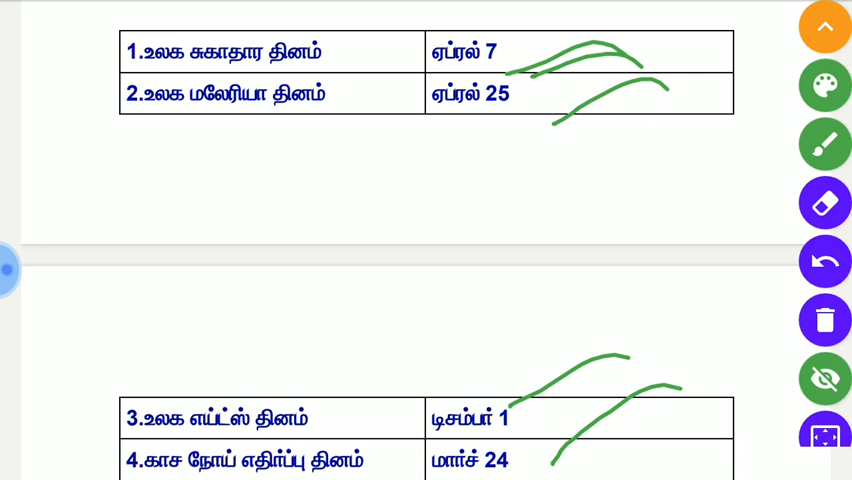 1.உலக சுகாதார தினம் ஏப்ரல் 7
2.உலக மலேரியா தினம் ஏப்ரல் 25
3.உலக எய்ட்ஸ் தினம் டிசம்பர் 1
4.காச நோய் எதிர்ப்பு தினம் மார்ச் 24